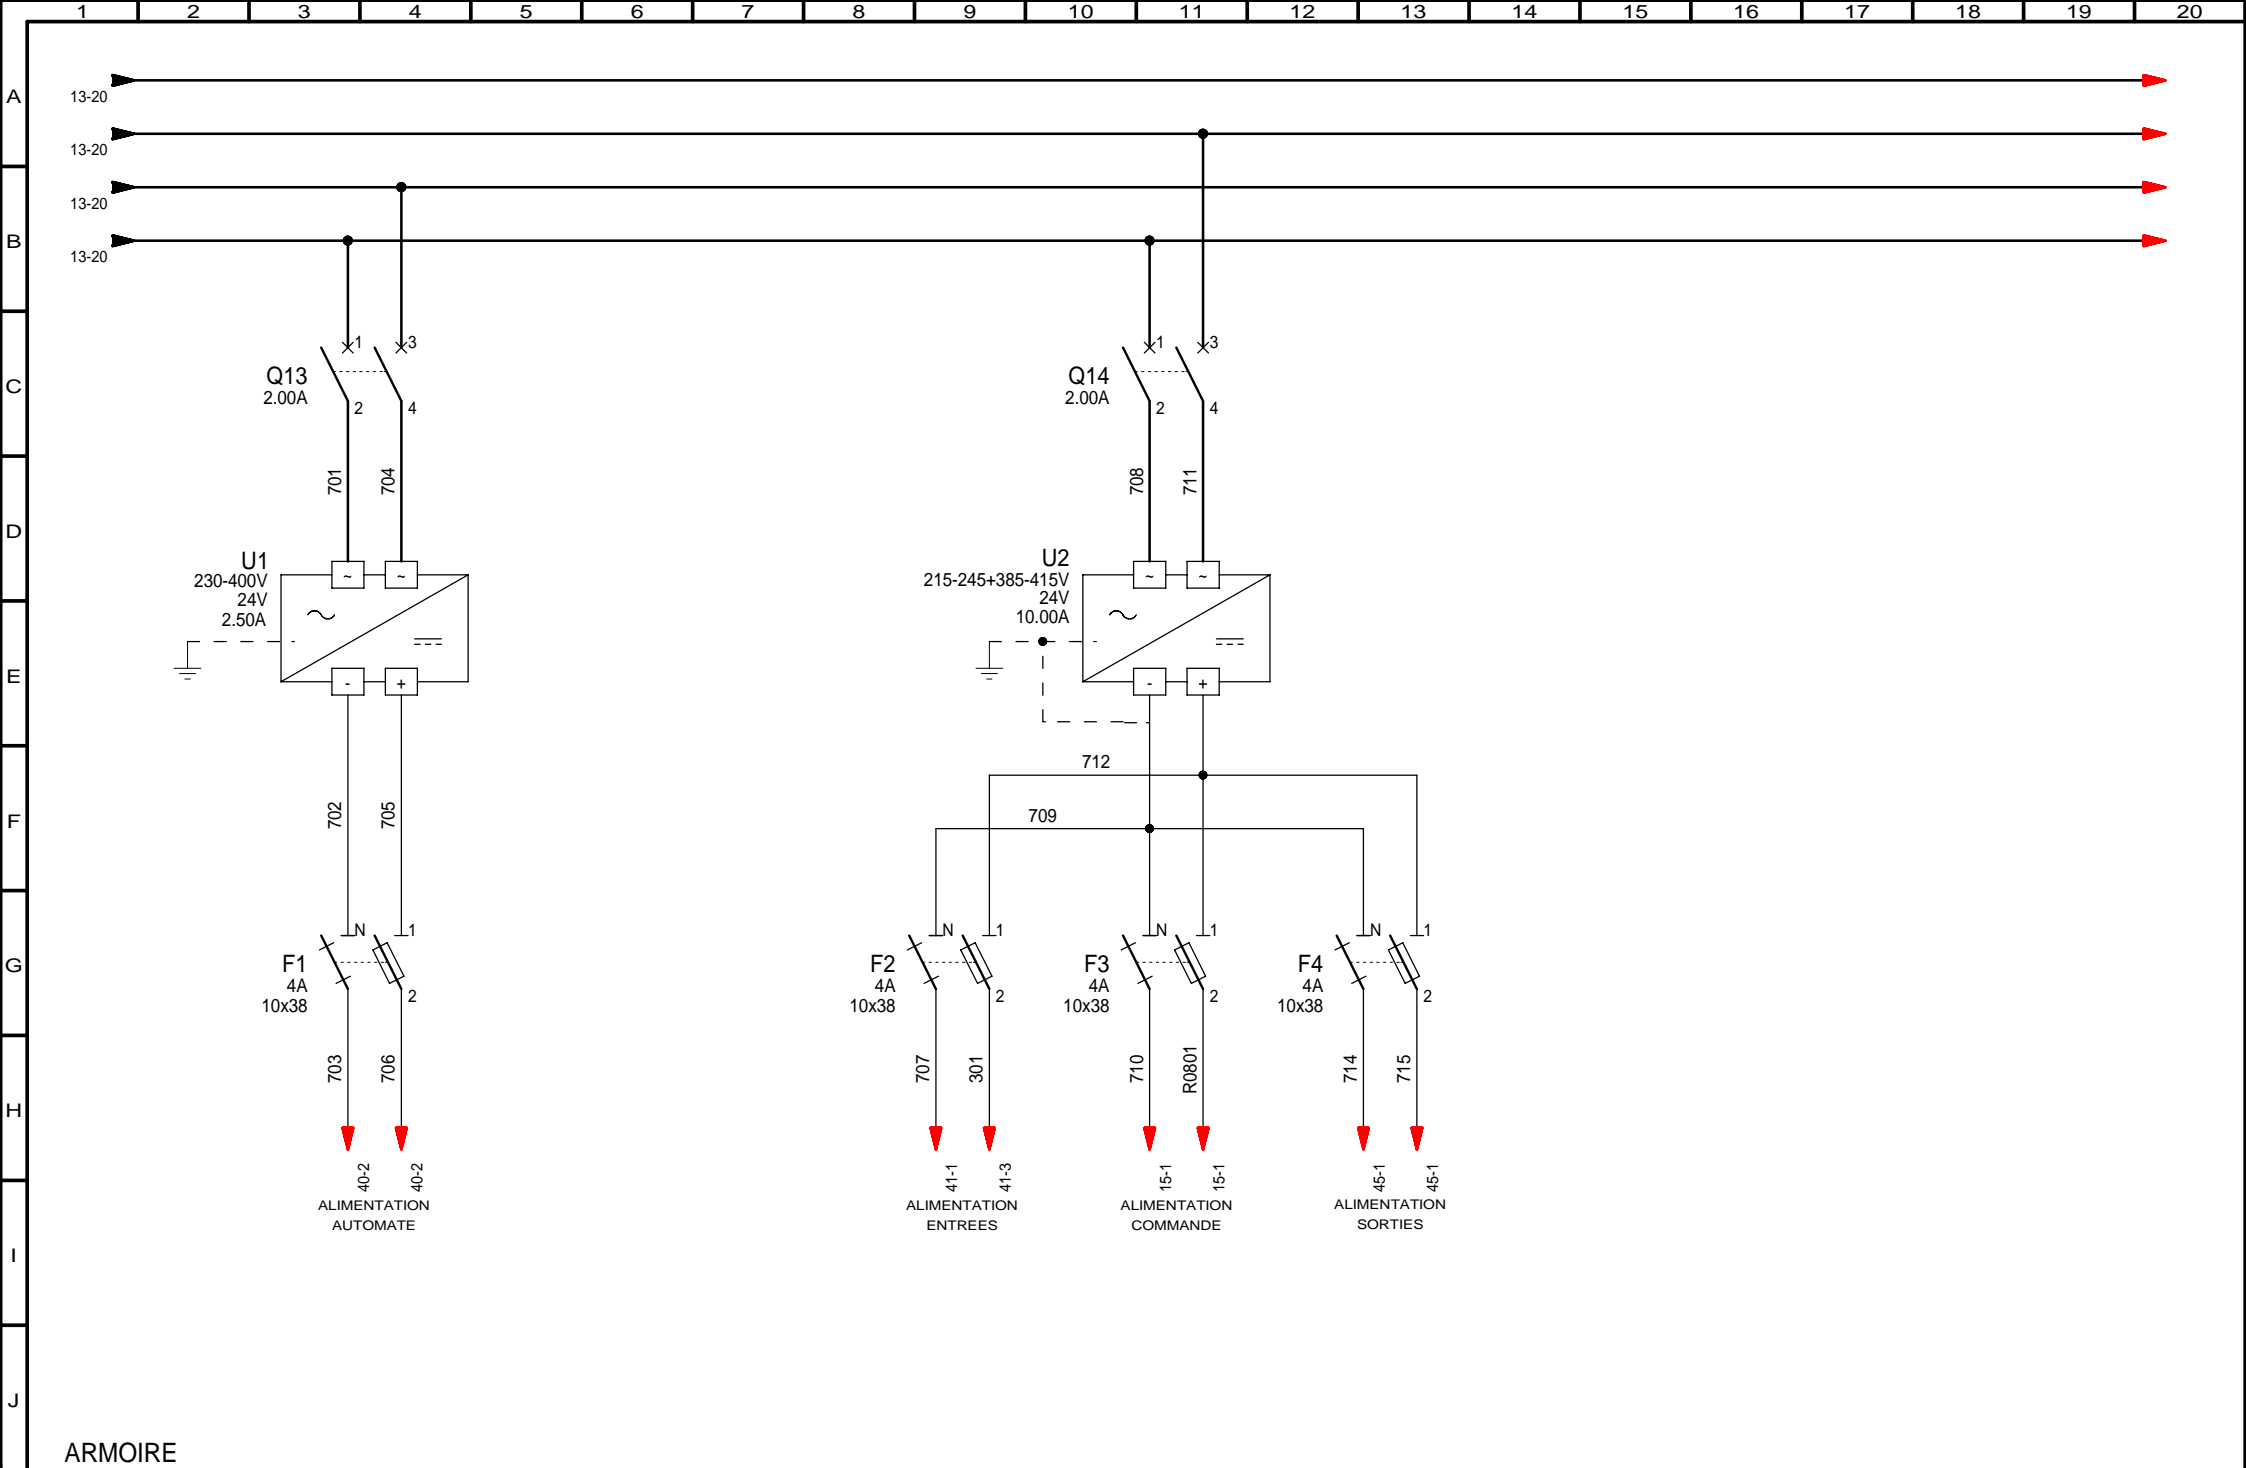 1 2 3 4 5 6 7 8 9 10 11 12 13 14 15 16 17 18 19 20
A
13-20
13-20
13-20
B
13-20
1 3
Q13
2.00A
2 4
1 3
Q14
2.00A
2 4
C
701 704
708 711
D
U1
230-400V
24V
2.50A
~ ~
- +
U2
215-245+385-415V
24V
10.00A
~ ~
- +
E
712
709
702 705
F
N 1
F1
4A
10x38
2
N 1
F2
4A
10x38
2
N 1
F3
4A
10x38
2
N 1
F4
4A
10x38
2
G
703 706
707 301
710 R0801
714 715
H
40-2 40-2
ALIMENTATION
AUTOMATE
41-1 41-3
ALIMENTATION
ENTREES
15-1 15-1
ALIMENTATION
COMMANDE
45-1 45-1
ALIMENTATION
SORTIES
I
J
ARMOIRE